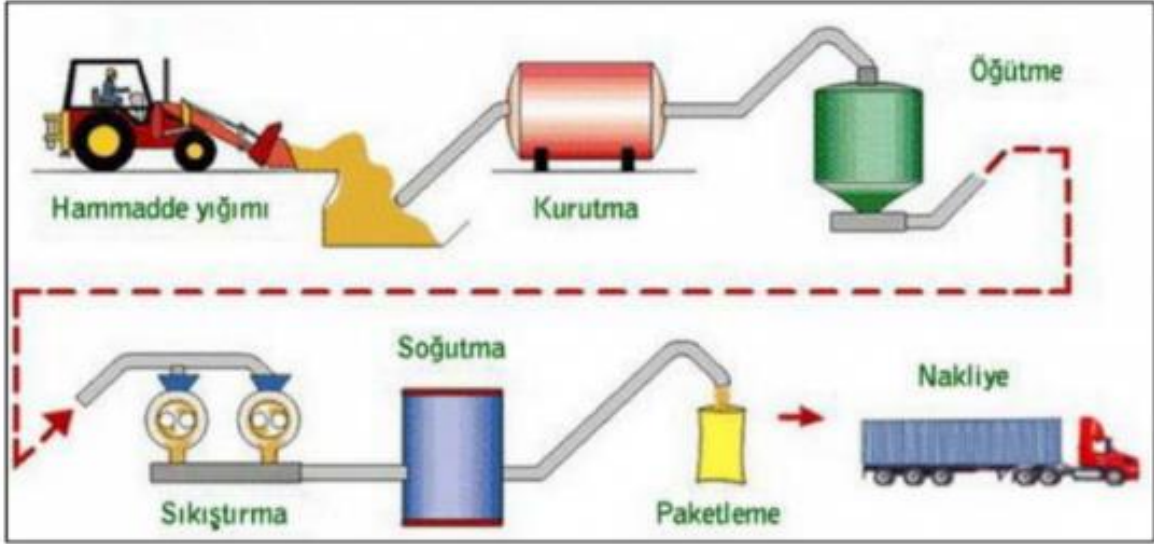 Öğütme
Hammadde yığımı
Kurutma
Soğutma
Nakliye
Sıkıştırma
Paketleme